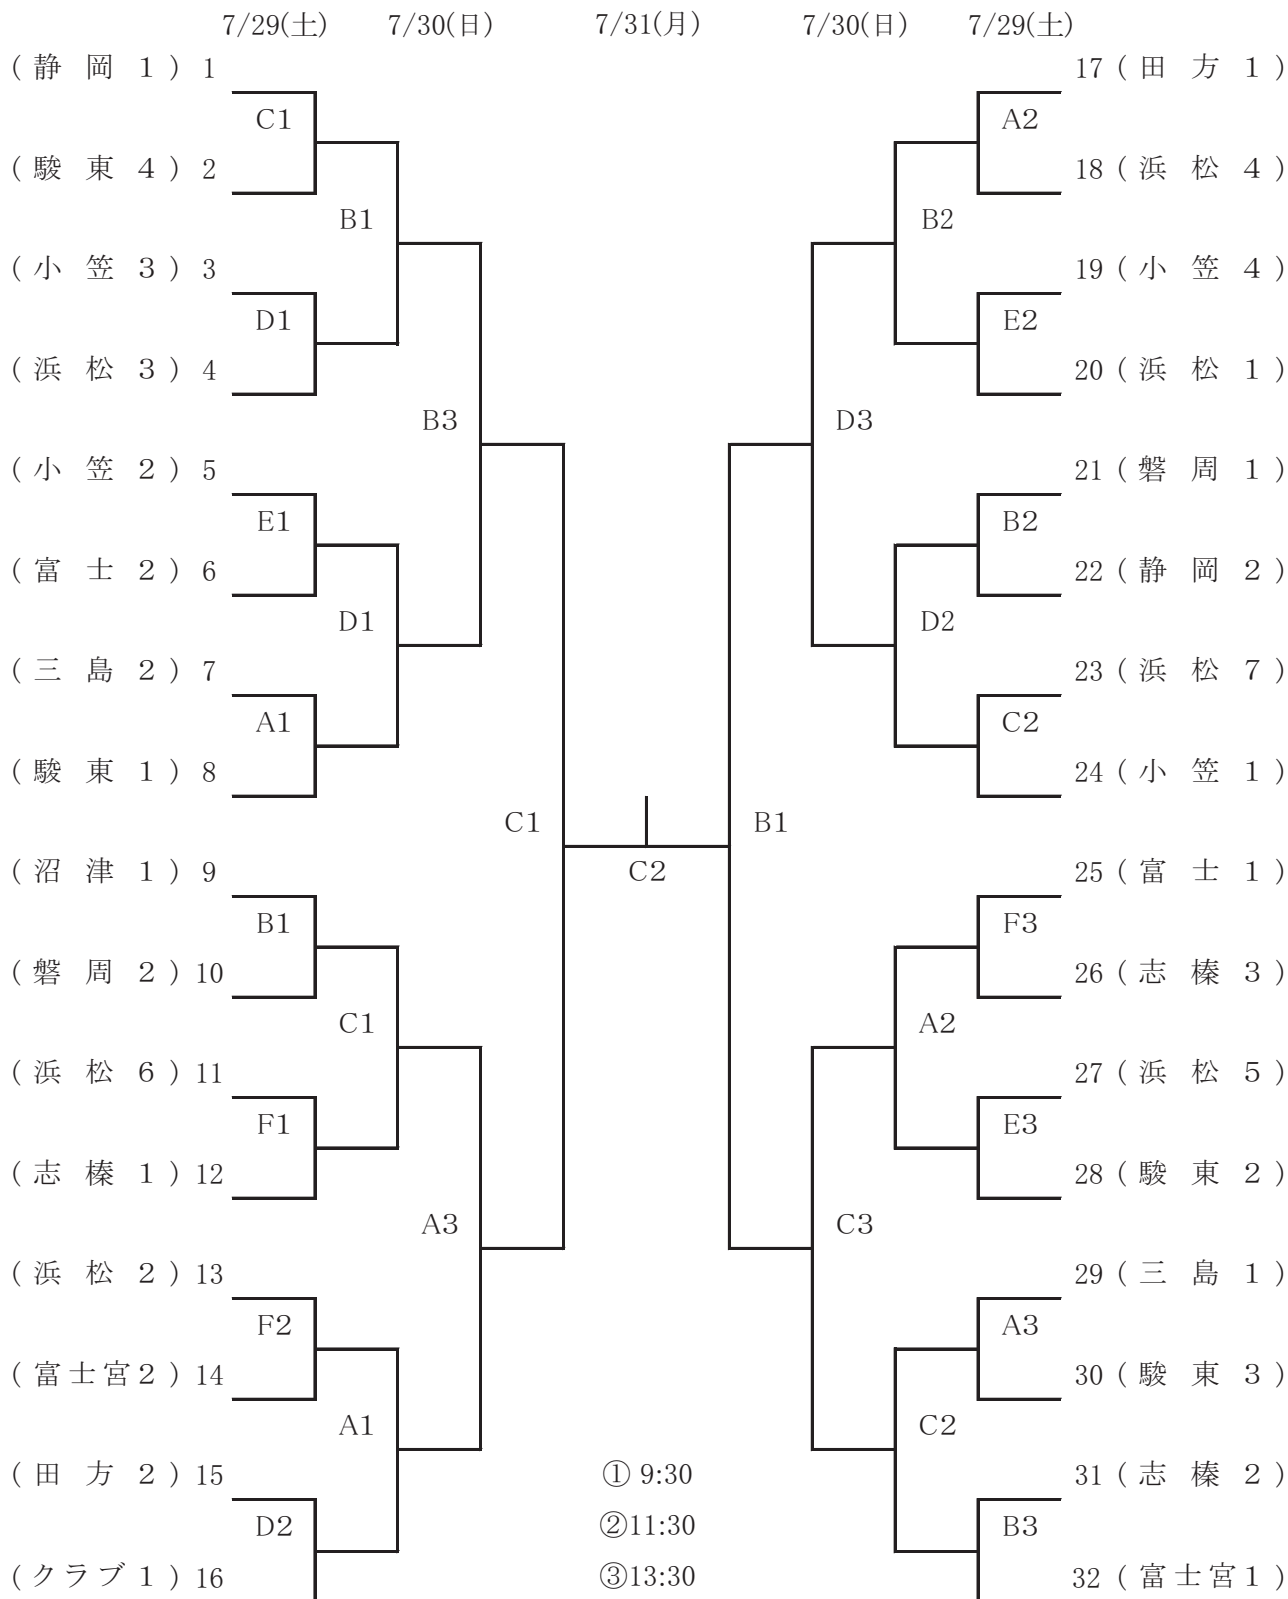 7/29(土) 7/30(日) 7/31(月) 7/30(日) 7/29(土)
(静岡1) 1 17 (田方1)
C1 A2
(駿東4) 2 18 (浜松4)
B1 B2
(小笠3) 3 19 (小笠4)
D1 E2
(浜松3) 4 20 (浜松1)
B3 D3
(小笠2) 5 21 (磐周1)
E1 B2
(富士2) 6 22 (静岡2)
D1 D2
(三島2) 7 23 (浜松7)
A1 C2
(駿東1) 8 24 (小笠1)
C1 B1
(沼津1) 9 C2 25 (富士1)
B1 F3
(磐周2) 10 26 (志榛3)
C1 A2
(浜松6) 11 27 (浜松5)
F1 E3
(志榛1) 12 28 (駿東2)
A3 C3
(浜松2) 13 29 (三島1)
F2 A3
(富士宮2) 14 30 (駿東3)
A1 C2
(田方2) 15 ① 9:30 31 (志榛2)
D2 ②11:30 B3
(クラブ1) 16 ③13:30 32 (富士宮1)